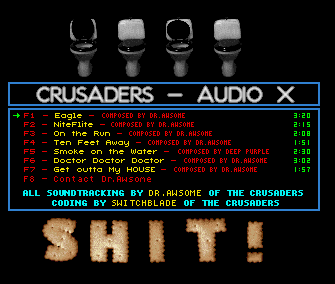 CRUSADERS - AUDIO X
F1 - Eagle - COMPOSED BY DR.AWSOME 3:20
F2 - NiteFlite - COMPOSED BY DR.AWSOME 2:15
F3 - On the Run - COMPOSED BY DR.AWSOME 2:08
F4 - Ten Feet Away - COMPOSED BY DR.AWSOME 1:51
F5 - Smoke on the Water - COMPOSED BY DEEP PURPLE 2:30
F6 - Doctor Doctor Doctor - COMPOSED BY DR.AWSOME 3:02
F7 - Get outta My HOUSE - COMPOSED BY DR.AWSOME 1:57
F8 - Contact Dr.Awsome
ALL SOUNDTRACKING BY DR.AWSOME OF THE CRUSADERS
CODING BY SWITCHBLADE OF THE CRUSADERS
SHIT!